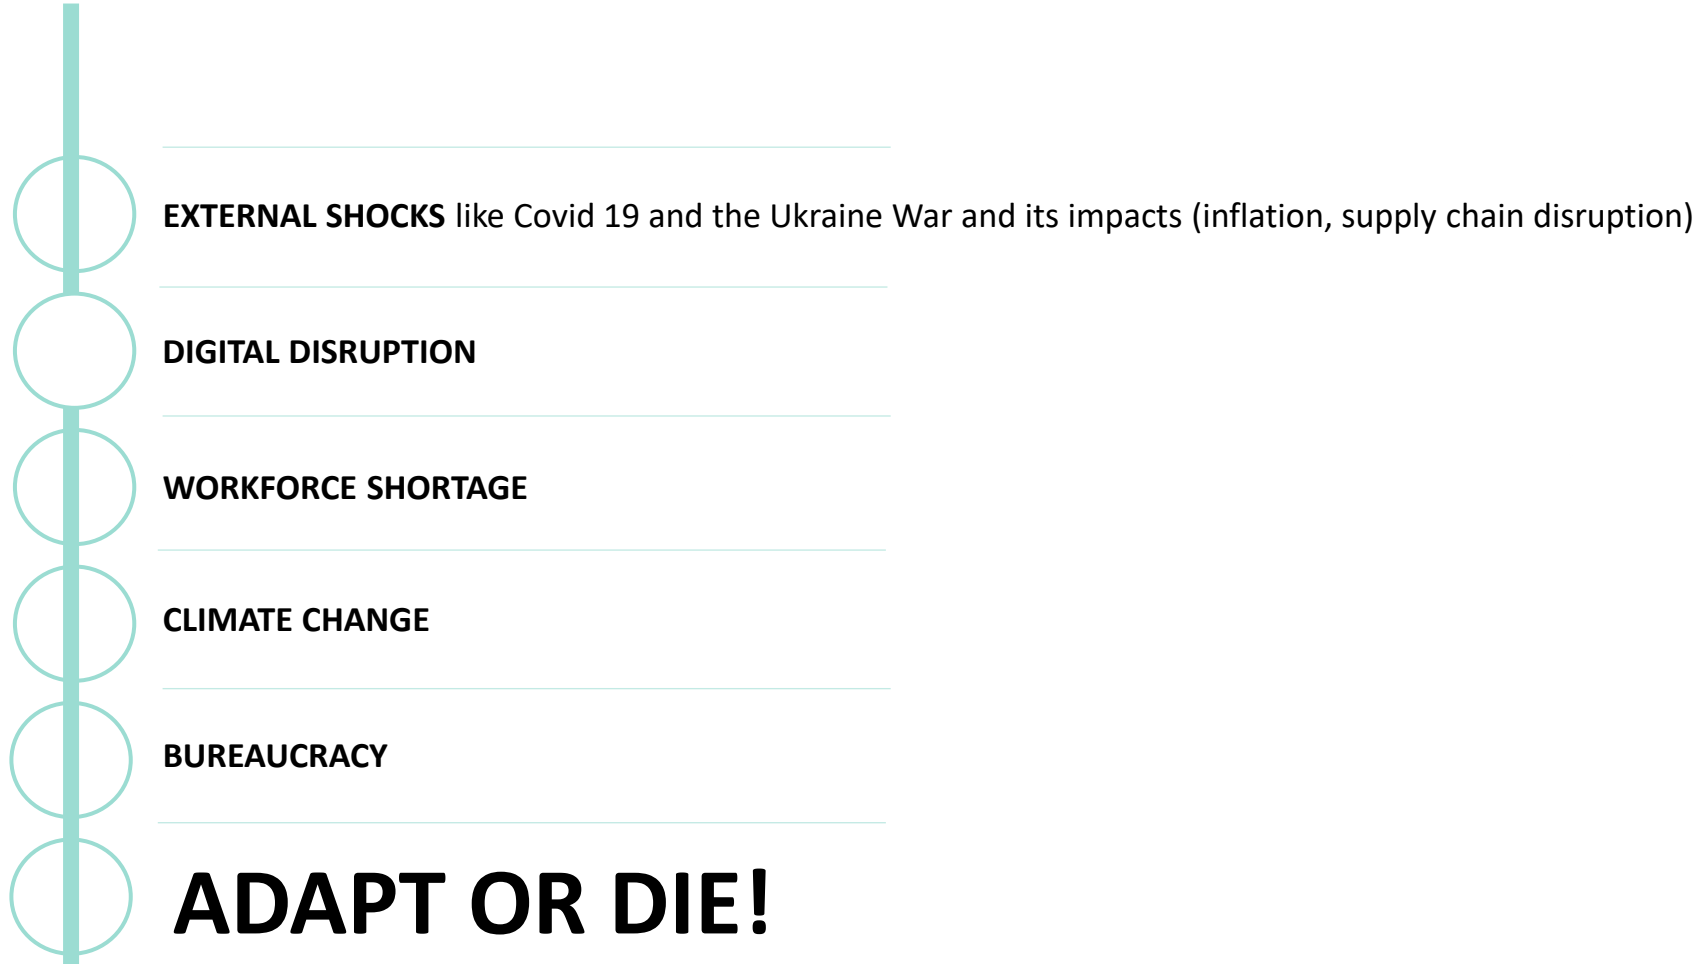 EXTERNAL SHOCKS like Covid 19 and the Ukraine War and its impacts (inflation, supply chain disruption)
DIGITAL DISRUPTION
WORKFORCE SHORTAGE
CLIMATE CHANGE
BUREAUCRACY
ADAPT OR DIE!